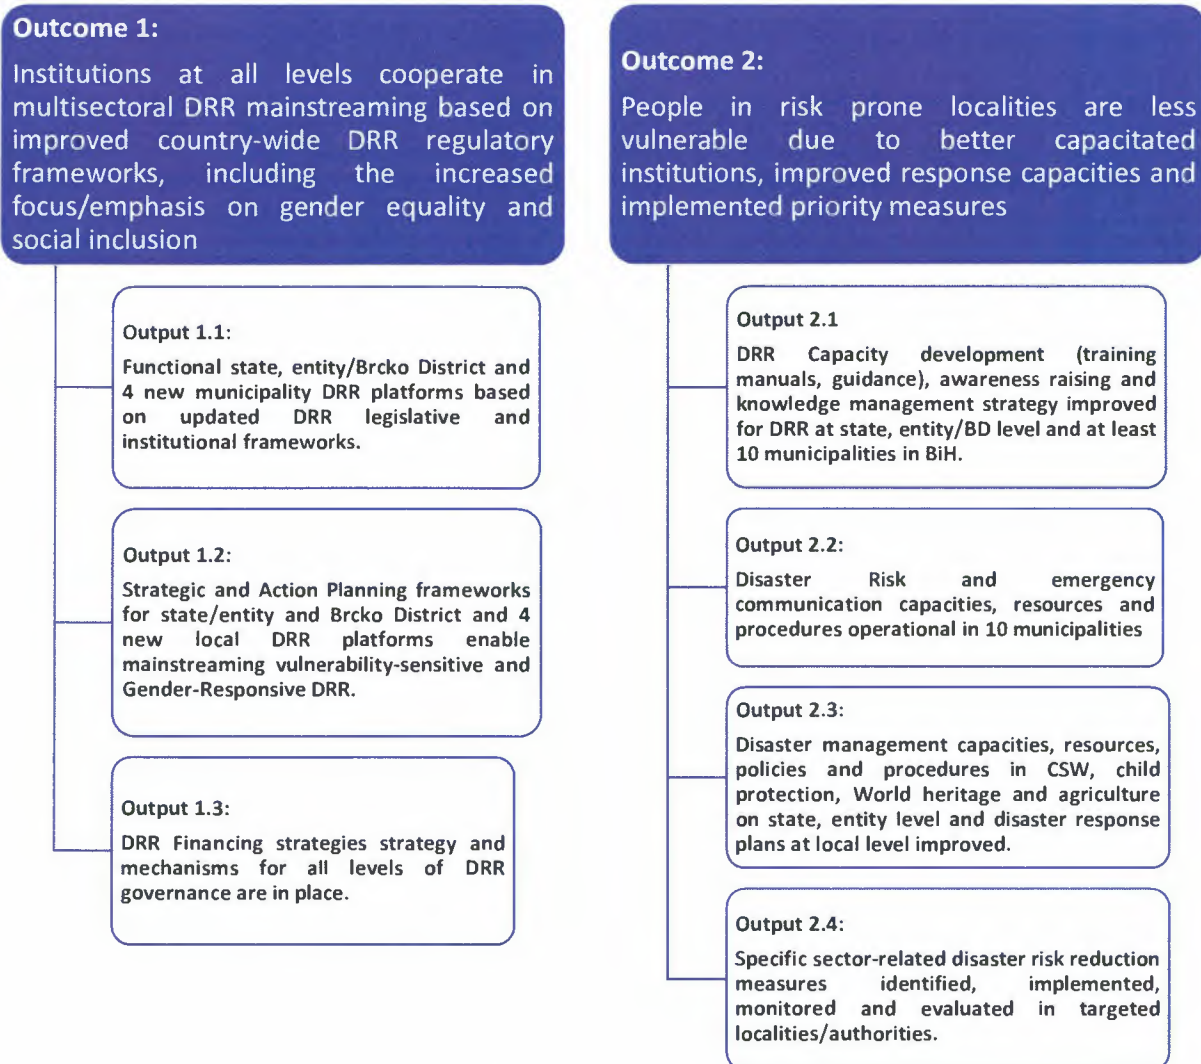 Outcome 1:
Institutions at all levels cooperate in
multisectoral DRR mainstreaming based on
improved country-wide DRR regulatory
frameworks, including the increased
focus/emphasis on gender equality and
social inclusion
Output 1.1:
Functional state, entity/Brcko District and
4 new municipality DRR platforms based
on updated DRR legislative and
institutional frameworks.
Output 1.2:
Strategic and Action Planning frameworks
for state/entity and Brcko District and 4
new local DRR platforms enable
mainstreaming vulnerability-sensitive and
Gender-Responsive DRR.
Output 1.3:
DRR Financing strategies strategy and
mechanisms for all levels of DRR
governance are in place.
Outcome 2:
People in risk prone localities are less
vulnerable due to better capacitated
institutions, improved response capacities and
implemented priority measures
Output 2.1
DRR Capacity development (training
manuals, guidance), awareness raising and
knowledge management strategy improved
for DRR at state, entity/BD level and at least
10 municipalities in BiH.
Output 2.2:
Disaster Risk and emergency
communication capacities, resources and
procedures operational in 10 municipalities
Output 2.3:
Disaster management capacities, resources,
policies and procedures in CSW, child
protection, World heritage and agriculture
on state, entity level and disaster response
plans at local level improved.
Output 2.4:
Specific sector-related disaster risk reduction
measures identified, implemented,
monitored and evaluated in targeted
localities/authorities.